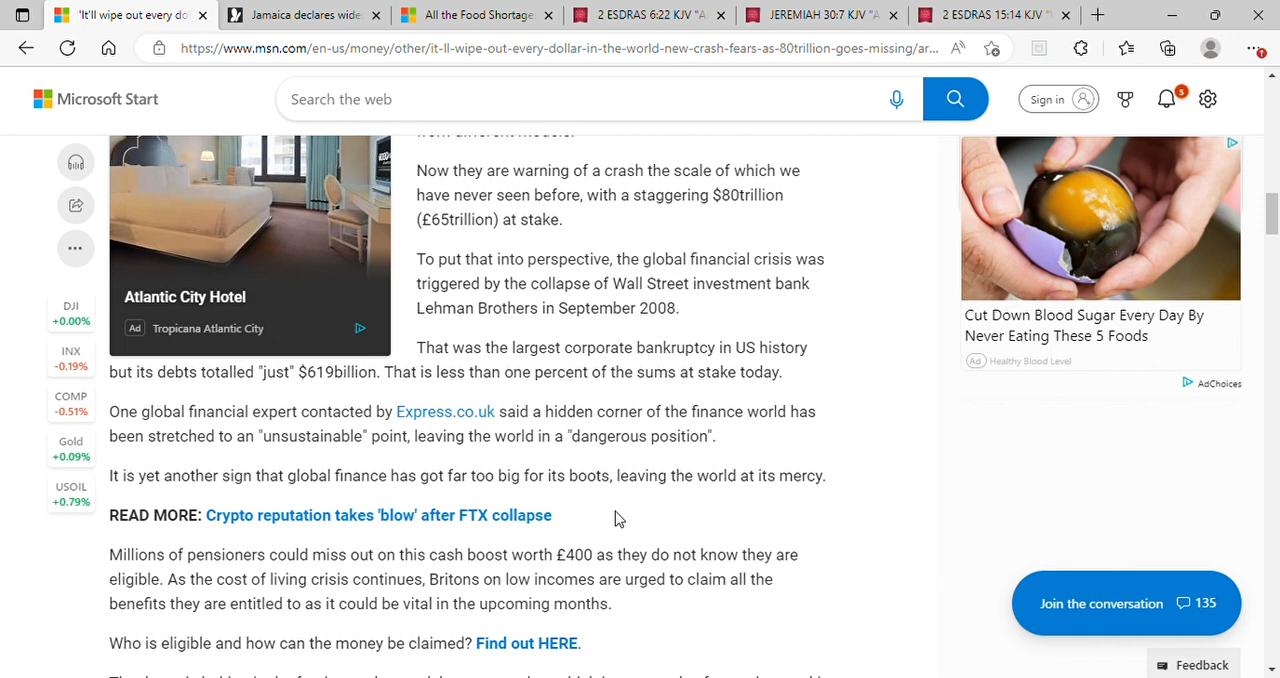 'It'll wipe out every do
Jamaica declares wide
All the Food Shortage
2 ESDRAS 6:22 KJV "A
JEREMIAH 30:7 KJV "A
2 ESDRAS 15:14 KJV "
https://www.msn.com/en-us/money/other/it-ll-wipe-out-every-dollar-in-the-world-new-crash-fears-as-80trillion-goes-missing/ar...
Microsoft Start
Search the web
Sign in
5
Now they are warning of a crash the scale of which we
have never seen before, with a staggering $80trillion
(£65trillion) at stake.
To put that into perspective, the global financial crisis was
triggered by the collapse of Wall Street investment bank
Lehman Brothers in September 2008.
That was the largest corporate bankruptcy in US history
but its debts totalled "just" $619billion. That is less than one percent of the sums at stake today.
One global financial expert contacted by Express.co.uk said a hidden corner of the finance world has
been stretched to an "unsustainable" point, leaving the world in a "dangerous position".
It is yet another sign that global finance has got far too big for its boots, leaving the world at its mercy.
READ MORE: Crypto reputation takes 'blow' after FTX collapse
Millions of pensioners could miss out on this cash boost worth £400 as they do not know they are
eligible. As the cost of living crisis continues, Britons on low incomes are urged to claim all the
benefits they are entitled to as it could be vital in the upcoming months.
Who is eligible and how can the money be claimed? Find out HERE.
Atlantic City Hotel
Ad Tropicana Atlantic City
DJI
+0.00%
INX
-0.19%
COMP
-0.51%
Gold
+0.09%
USOIL
+0.79%
Cut Down Blood Sugar Every Day By
Never Eating These 5 Foods
Ad Healthy Blood Level
AdChoices
Join the conversation 135
Feedback